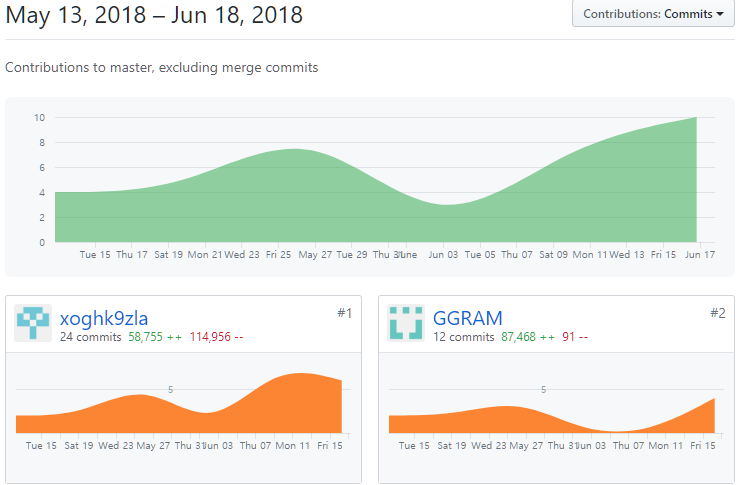 May 13, 2018 – Jun 18, 2018
Contributions: Commits
Contributions to master, excluding merge commits
10
8
6
4
2
0
Tue 15 Thu 17 Sat 19 Mon 21 Wed 23 Fri 25 May 27 Tue 29 Thu 31 June Jun 03 Tue 05 Thu 07 Sat 09 Mon 11 Wed 13 Fri 15 Jun 17
xoghk9zla #1
24 commits 58,755 ++ 114,956 --
5
Tue 15 Sat 19 Wed 23 May 27 Thu 31 Jun 03 Thu 07 Mon 11 Fri 15
GGRAM #2
12 commits 87,468 ++ 91 --
5
Tue 15 Sat 19 Wed 23 May 27 Thu 31 Jun 03 Thu 07 Mon 11 Fri 15